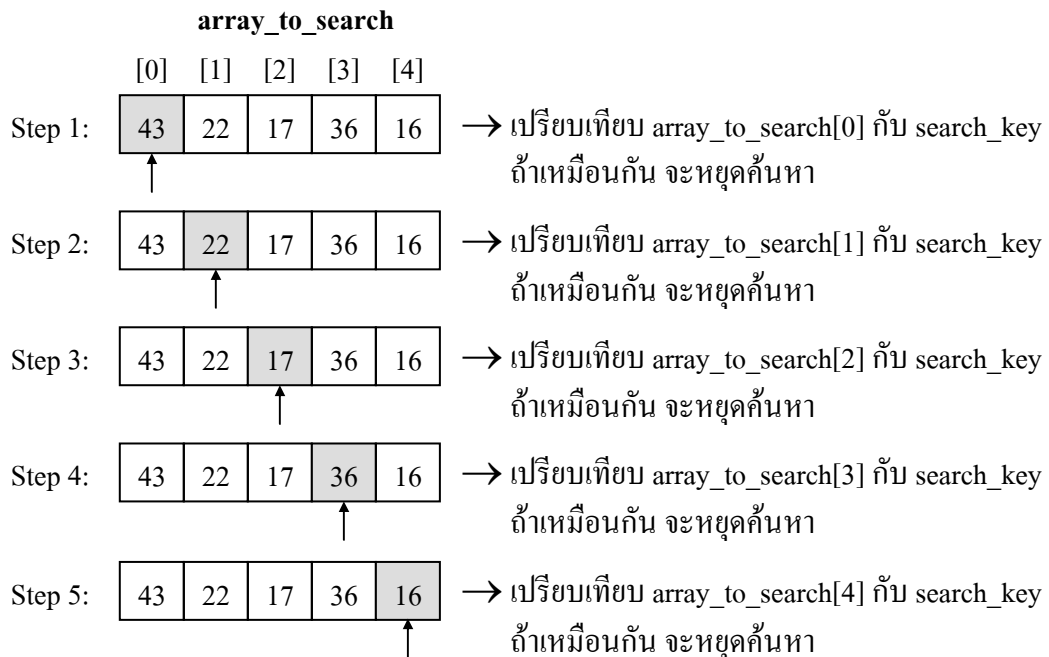 array_to_search
[0] [1] [2] [3] [4]
Step 1: 43 22 17 36 16 → เปรียบเทียบ array_to_search[0] กับ search_key
ถ้าเหมือนกัน จะหยุดค้นหา
Step 2: 43 22 17 36 16 → เปรียบเทียบ array_to_search[1] กับ search_key
ถ้าเหมือนกัน จะหยุดค้นหา
Step 3: 43 22 17 36 16 → เปรียบเทียบ array_to_search[2] กับ search_key
ถ้าเหมือนกัน จะหยุดค้นหา
Step 4: 43 22 17 36 16 → เปรียบเทียบ array_to_search[3] กับ search_key
ถ้าเหมือนกัน จะหยุดค้นหา
Step 5: 43 22 17 36 16 → เปรียบเทียบ array_to_search[4] กับ search_key
ถ้าเหมือนกัน จะหยุดค้นหา